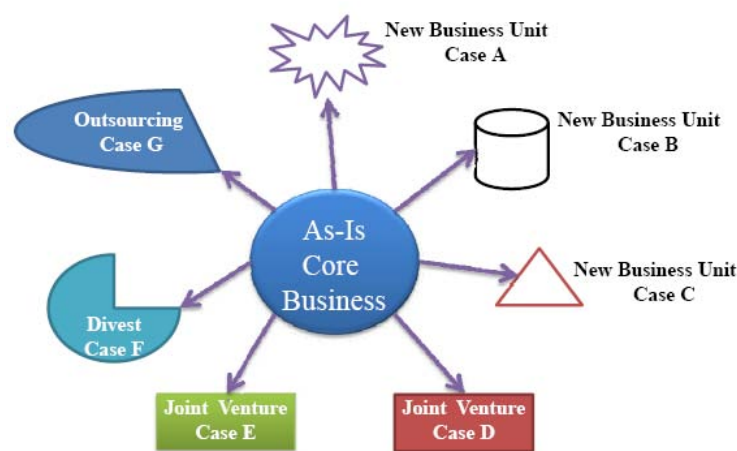 New Business Unit
Case A
Outsourcing
Case G
New Business Unit
Case B
As-Is
Core
Business
New Business Unit
Case C
Divest
Case F
Joint Venture
Case E
Joint Venture
Case D